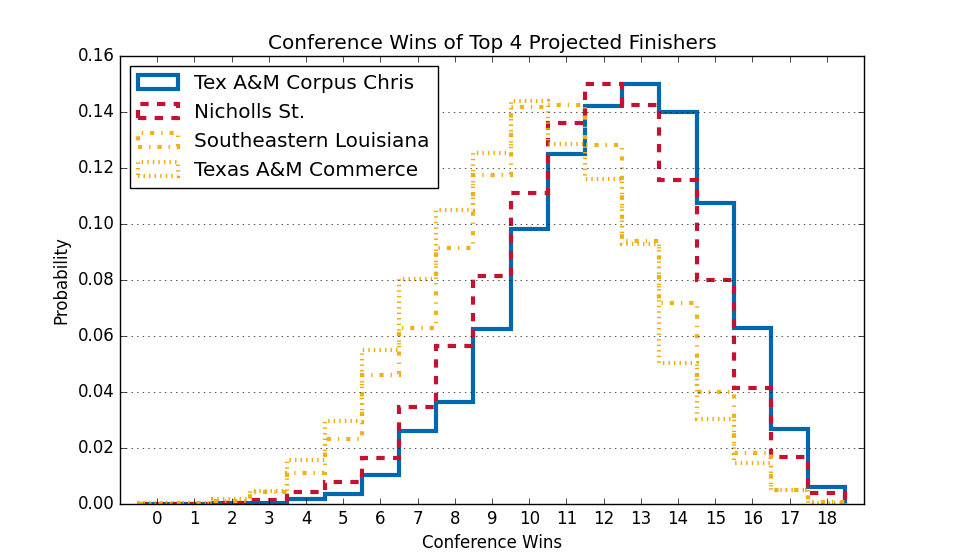 Conference Wins of Top 4 Projected Finishers
0.16
0.14
0.12
0.10
0.08
0.06
0.04
0.02
0.00
Probability
Tex A&M Corpus Chris
Nicholls St.
Southeastern Louisiana
Texas A&M Commerce
0 1 2 3 4 5 6 7 8 9 10 11 12 13 14 15 16 17 18
Conference Wins